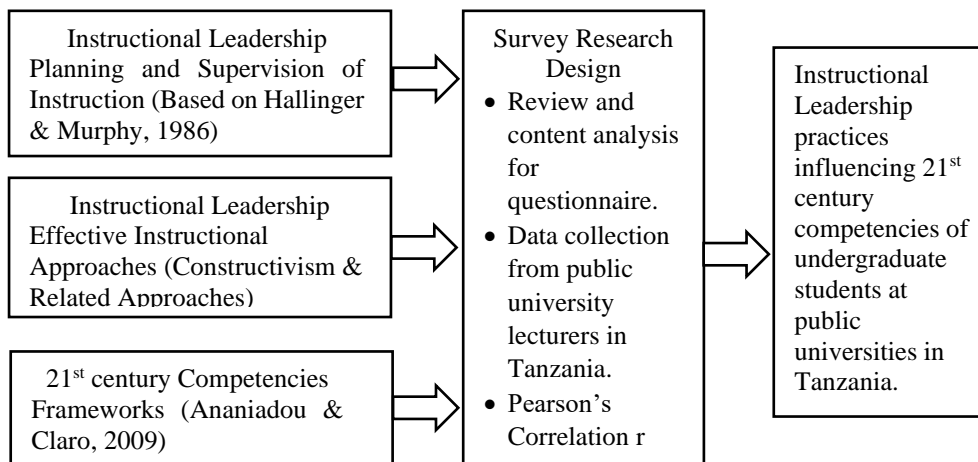 Instructional Leadership
Planning and Supervision of
Instruction (Based on Hallinger
& Murphy, 1986)
Instructional Leadership
Effective Instructional
Approaches (Constructivism &
Related Approaches)
21st century Competencies
Frameworks (Ananiadou &
Claro, 2009)
Survey Research
Design
• Review and
content analysis
for
questionnaire.
• Data collection
from public
university
lecturers in
Tanzania.
• Pearson’s
Correlation r
Instructional
Leadership
practices
influencing 21st
century
competencies of
undergraduate
students at
public
universities in
Tanzania.